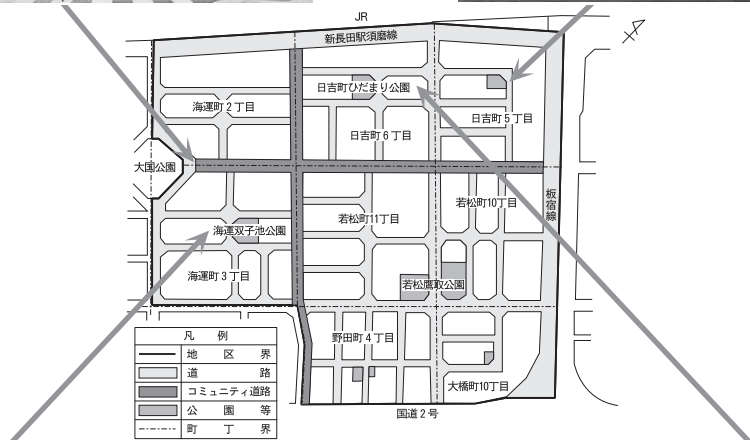 JR
新長田駅須磨線
日吉町ひだまり公園
海運町2丁目
日吉町5丁目
日吉町6丁目
大国公園
板宿線
若松町10丁目
若松町11丁目
海運双子池公園
海運町3丁目
若松鷹取公園
野田町4丁目
大橋町10丁目
国道2号
凡 例
地区界
道路
コミュニティ道路
公園等
町丁界